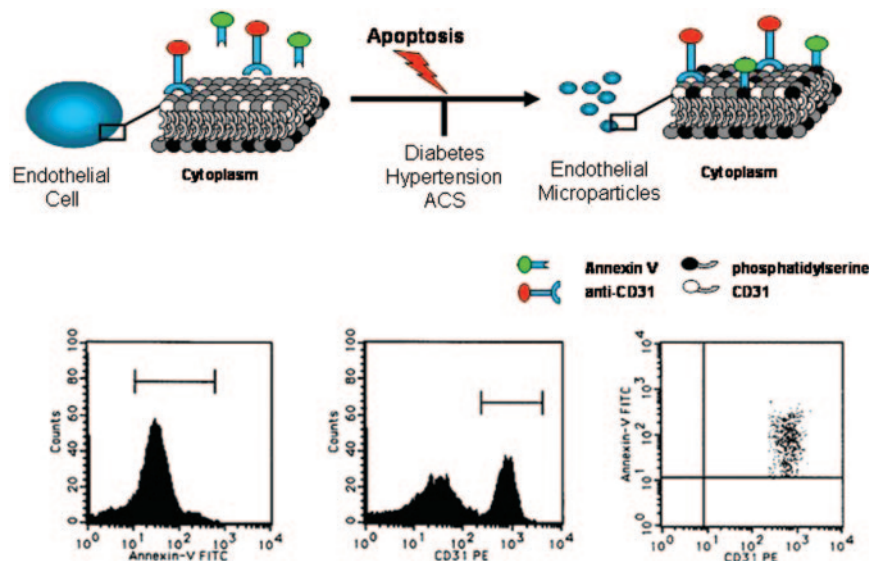 Apoptosis
Endothelial
Cell
Cytoplasm
Diabetes
Hypertension
ACS
Endothelial
Microparticles
Cytoplasm
Annexin V
phosphatidylserine
anti-CD31
CD31
Counts
100
80
60
40
20
0
10⁰ 10¹ 10² 10³ 10⁴
Annexin-V FITC
Counts
100
80
60
40
20
0
10⁰ 10¹ 10² 10³ 10⁴
CD31 PE
Annexin-V FITC
10⁴
10³
10²
10¹
10⁰
10⁰ 10¹ 10² 10³ 10⁴
CD31 PE